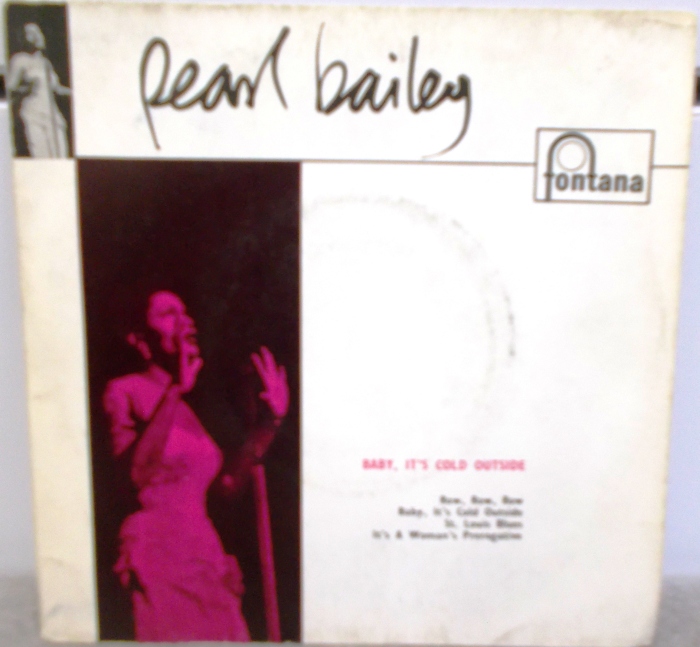 pearl bailey
fontana
BABY, IT'S COLD OUTSIDE
Row, Row, Row
Baby, It's Cold Outside
St. Louis Blues
It's A Woman's Prerogative